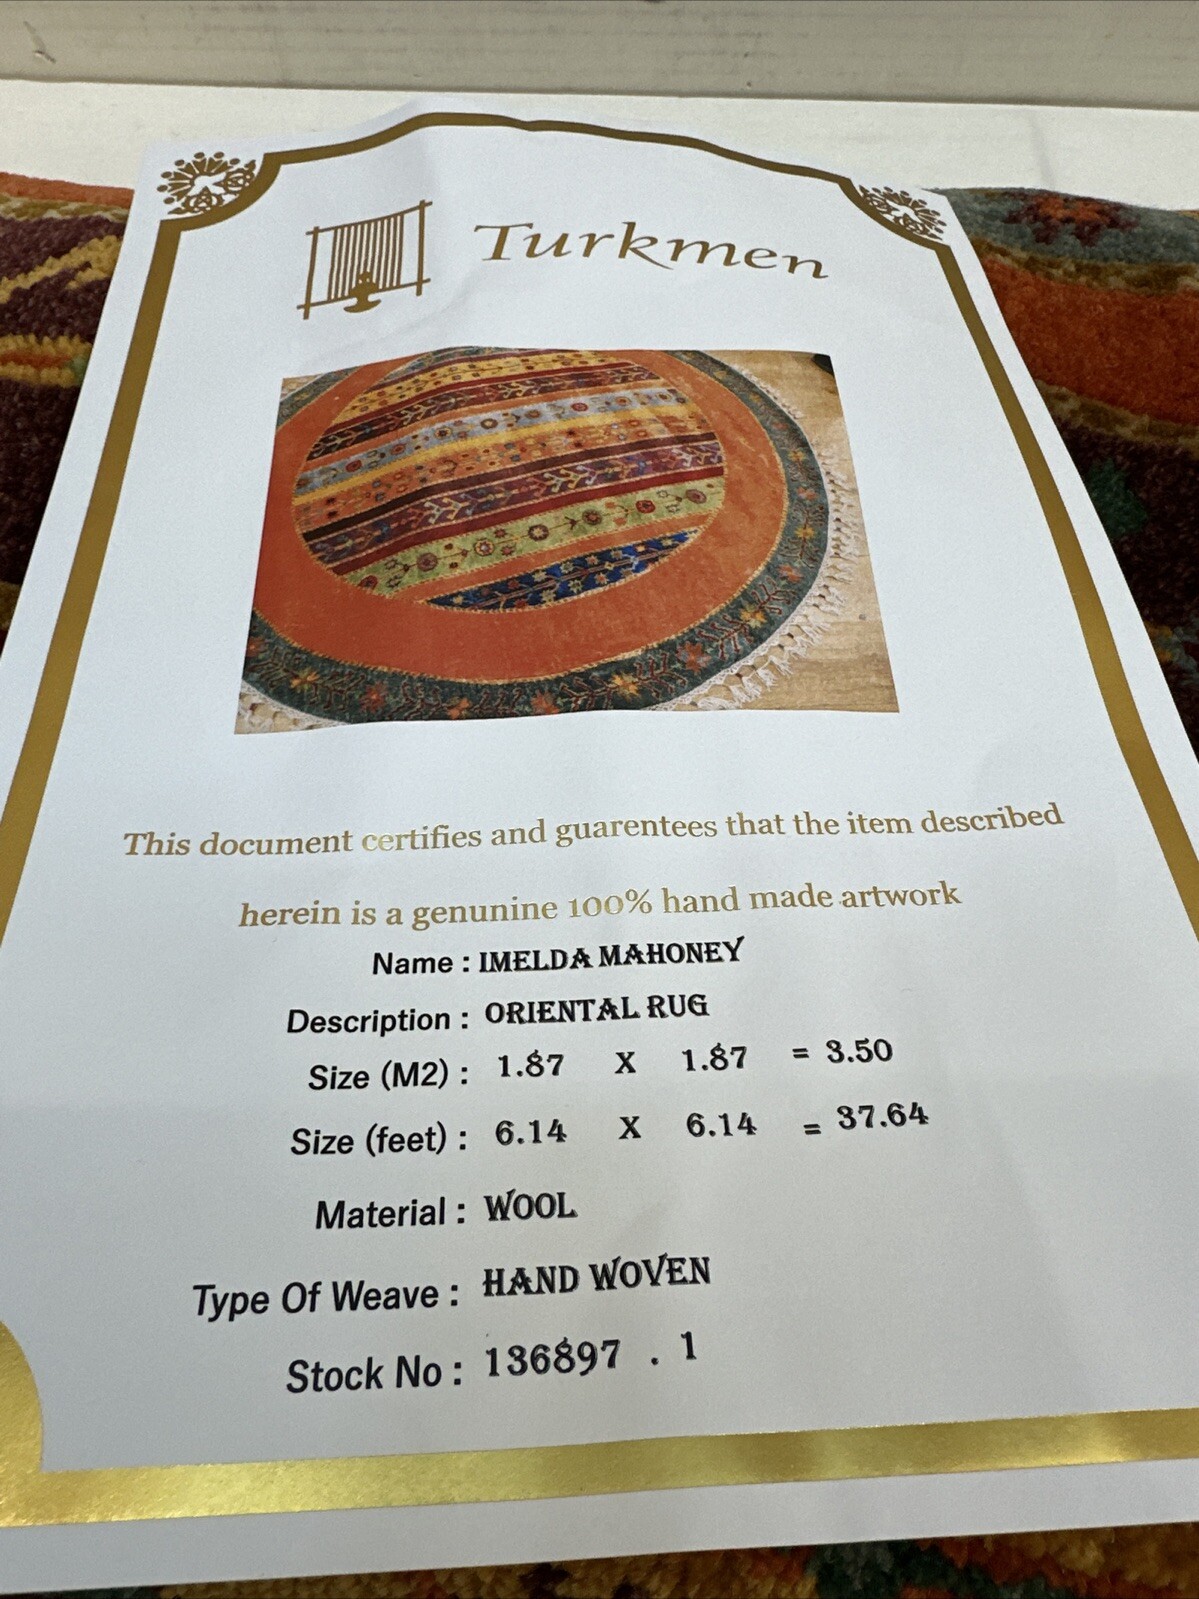 Turkmen
This document certifies and guarentees that the item described
herein is a genunine 100% hand made artwork
Name : IMELDA MAHONEY
Description : ORIENTAL RUG
Size (M2) : 1.87 X 1.87 = 3.50
Size (feet) : 6.14 X 6.14 = 37.64
Material : WOOL
Type Of Weave : HAND WOVEN
Stock No : 136897 . 1